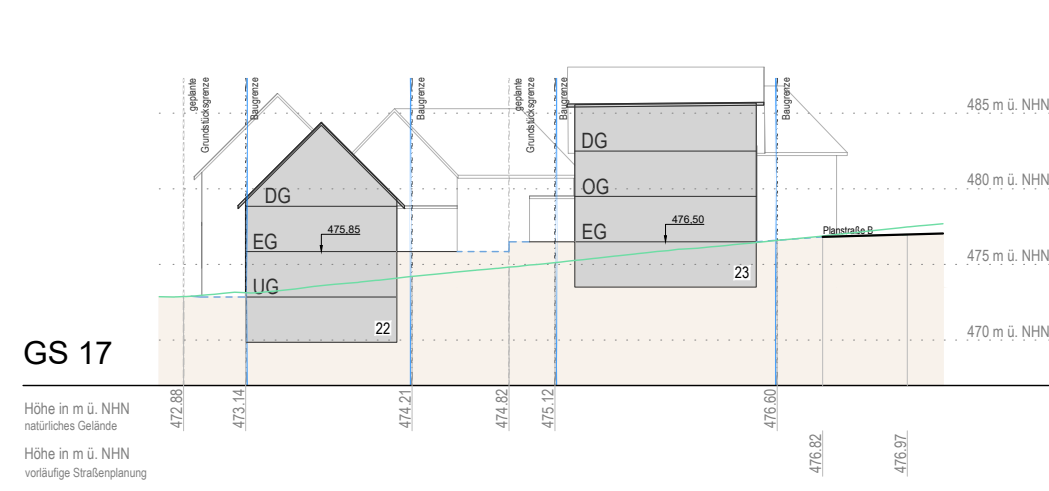 geplante
Grundstücksgrenze
Baugrenze
Baugrenze
geplante
Grundstücksgrenze
Baugrenze
Baugrenze
485 m ü. NHN
480 m ü. NHN
475 m ü. NHN
470 m ü. NHN
DG
EG
475,85
UG
22
DG
OG
EG
476,50
23
Planstraße B
GS 17
Höhe in m ü. NHN
natürliches Gelände
472.88
473.14
474.21
474.82
475.12
476.60
Höhe in m ü. NHN
vorläufige Straßenplanung
476.82
476.97